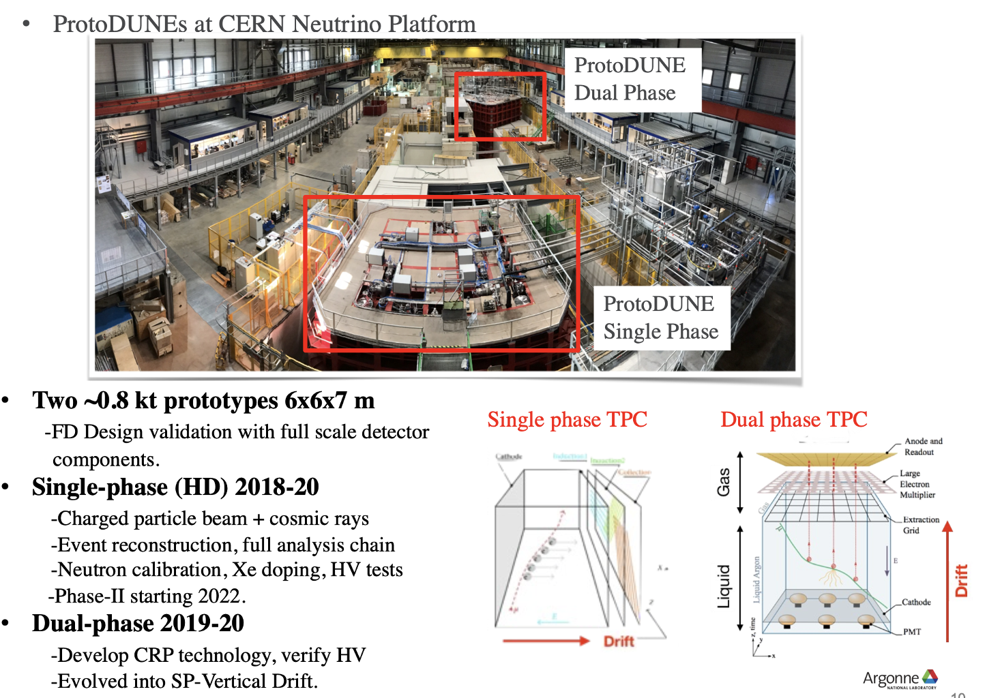 • ProtoDUNEs at CERN Neutrino Platform
ProtoDUNE
Dual Phase
ProtoDUNE
Single Phase
• Two ~0.8 kt prototypes 6x6x7 m
-FD Design validation with full scale detector
components.
• Single-phase (HD) 2018-20
-Charged particle beam + cosmic rays
-Event reconstruction, full analysis chain
-Neutron calibration, Xe doping, HV tests
-Phase-II starting 2022.
• Dual-phase 2019-20
-Develop CRP technology, verify HV
-Evolved into SP-Vertical Drift.
Single phase TPC
Cathode
Induction1
Induction2
Collection
E
X
Z
Drift
Dual phase TPC
Anode and
Readout
Large
Electron
Multiplier
Extraction
Grid
Gas
Gas
Liquid
Liquid Argon
E
Drift
Cathode
PMT
z, time
y
x
Argonne
NATIONAL LABORATORY